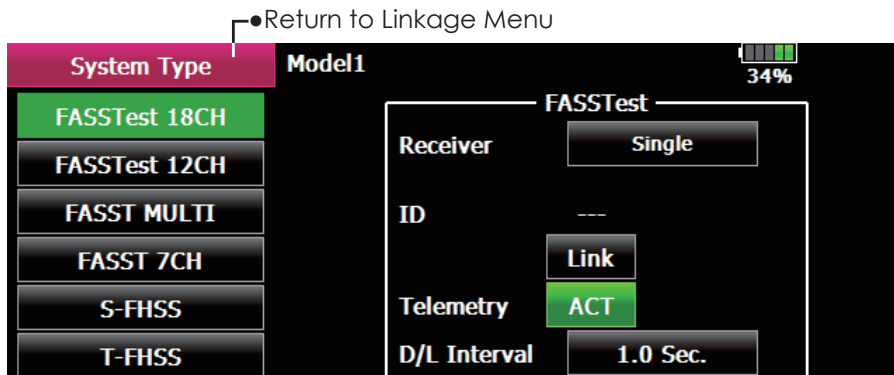 ●Return to Linkage Menu
System Type
Model1
34%
FASSTest 18CH
FASSTest 12CH
FASST MULTI
FASST 7CH
S-FHSS
T-FHSS
FASSTest
Receiver Single
ID ---
Link
Telemetry ACT
D/L Interval 1.0 Sec.